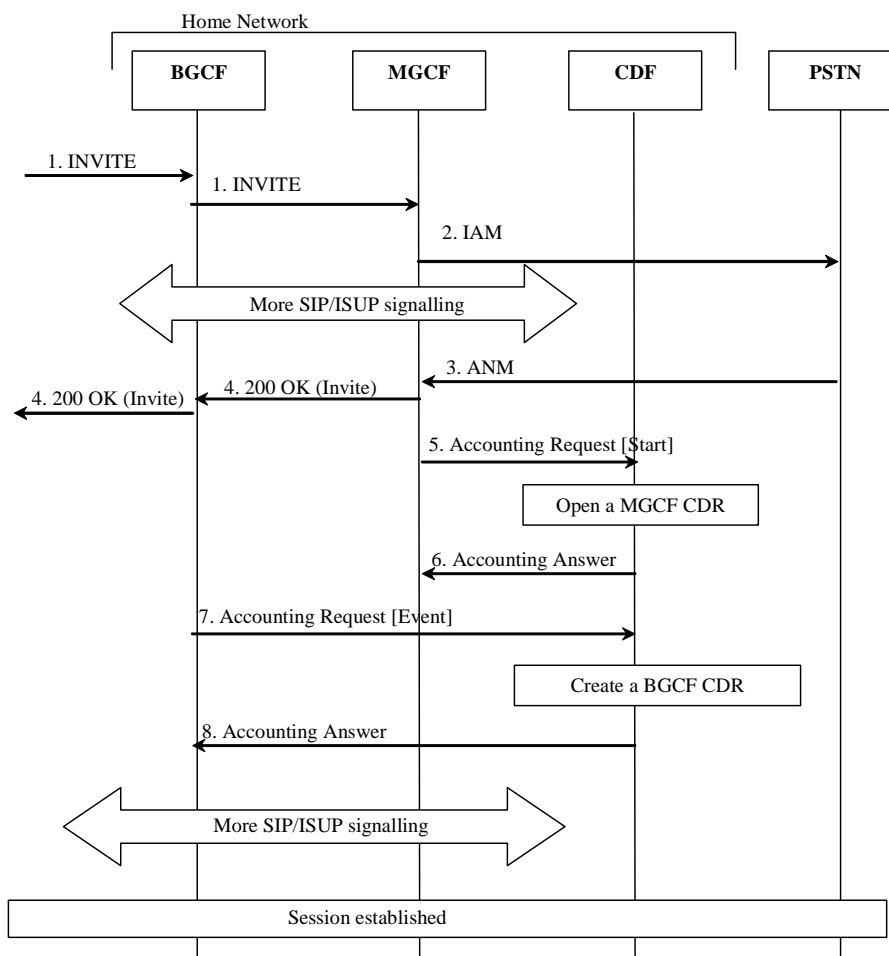 Home Network
BGCF
MGCF
CDF
PSTN
1. INVITE
1. INVITE
2. IAM
More SIP/ISUP signalling
3. ANM
4. 200 OK (Invite)
4. 200 OK (Invite)
5. Accounting Request [Start]
Open a MGCF CDR
6. Accounting Answer
7. Accounting Request [Event]
Create a BGCF CDR
8. Accounting Answer
More SIP/ISUP signalling
Session established